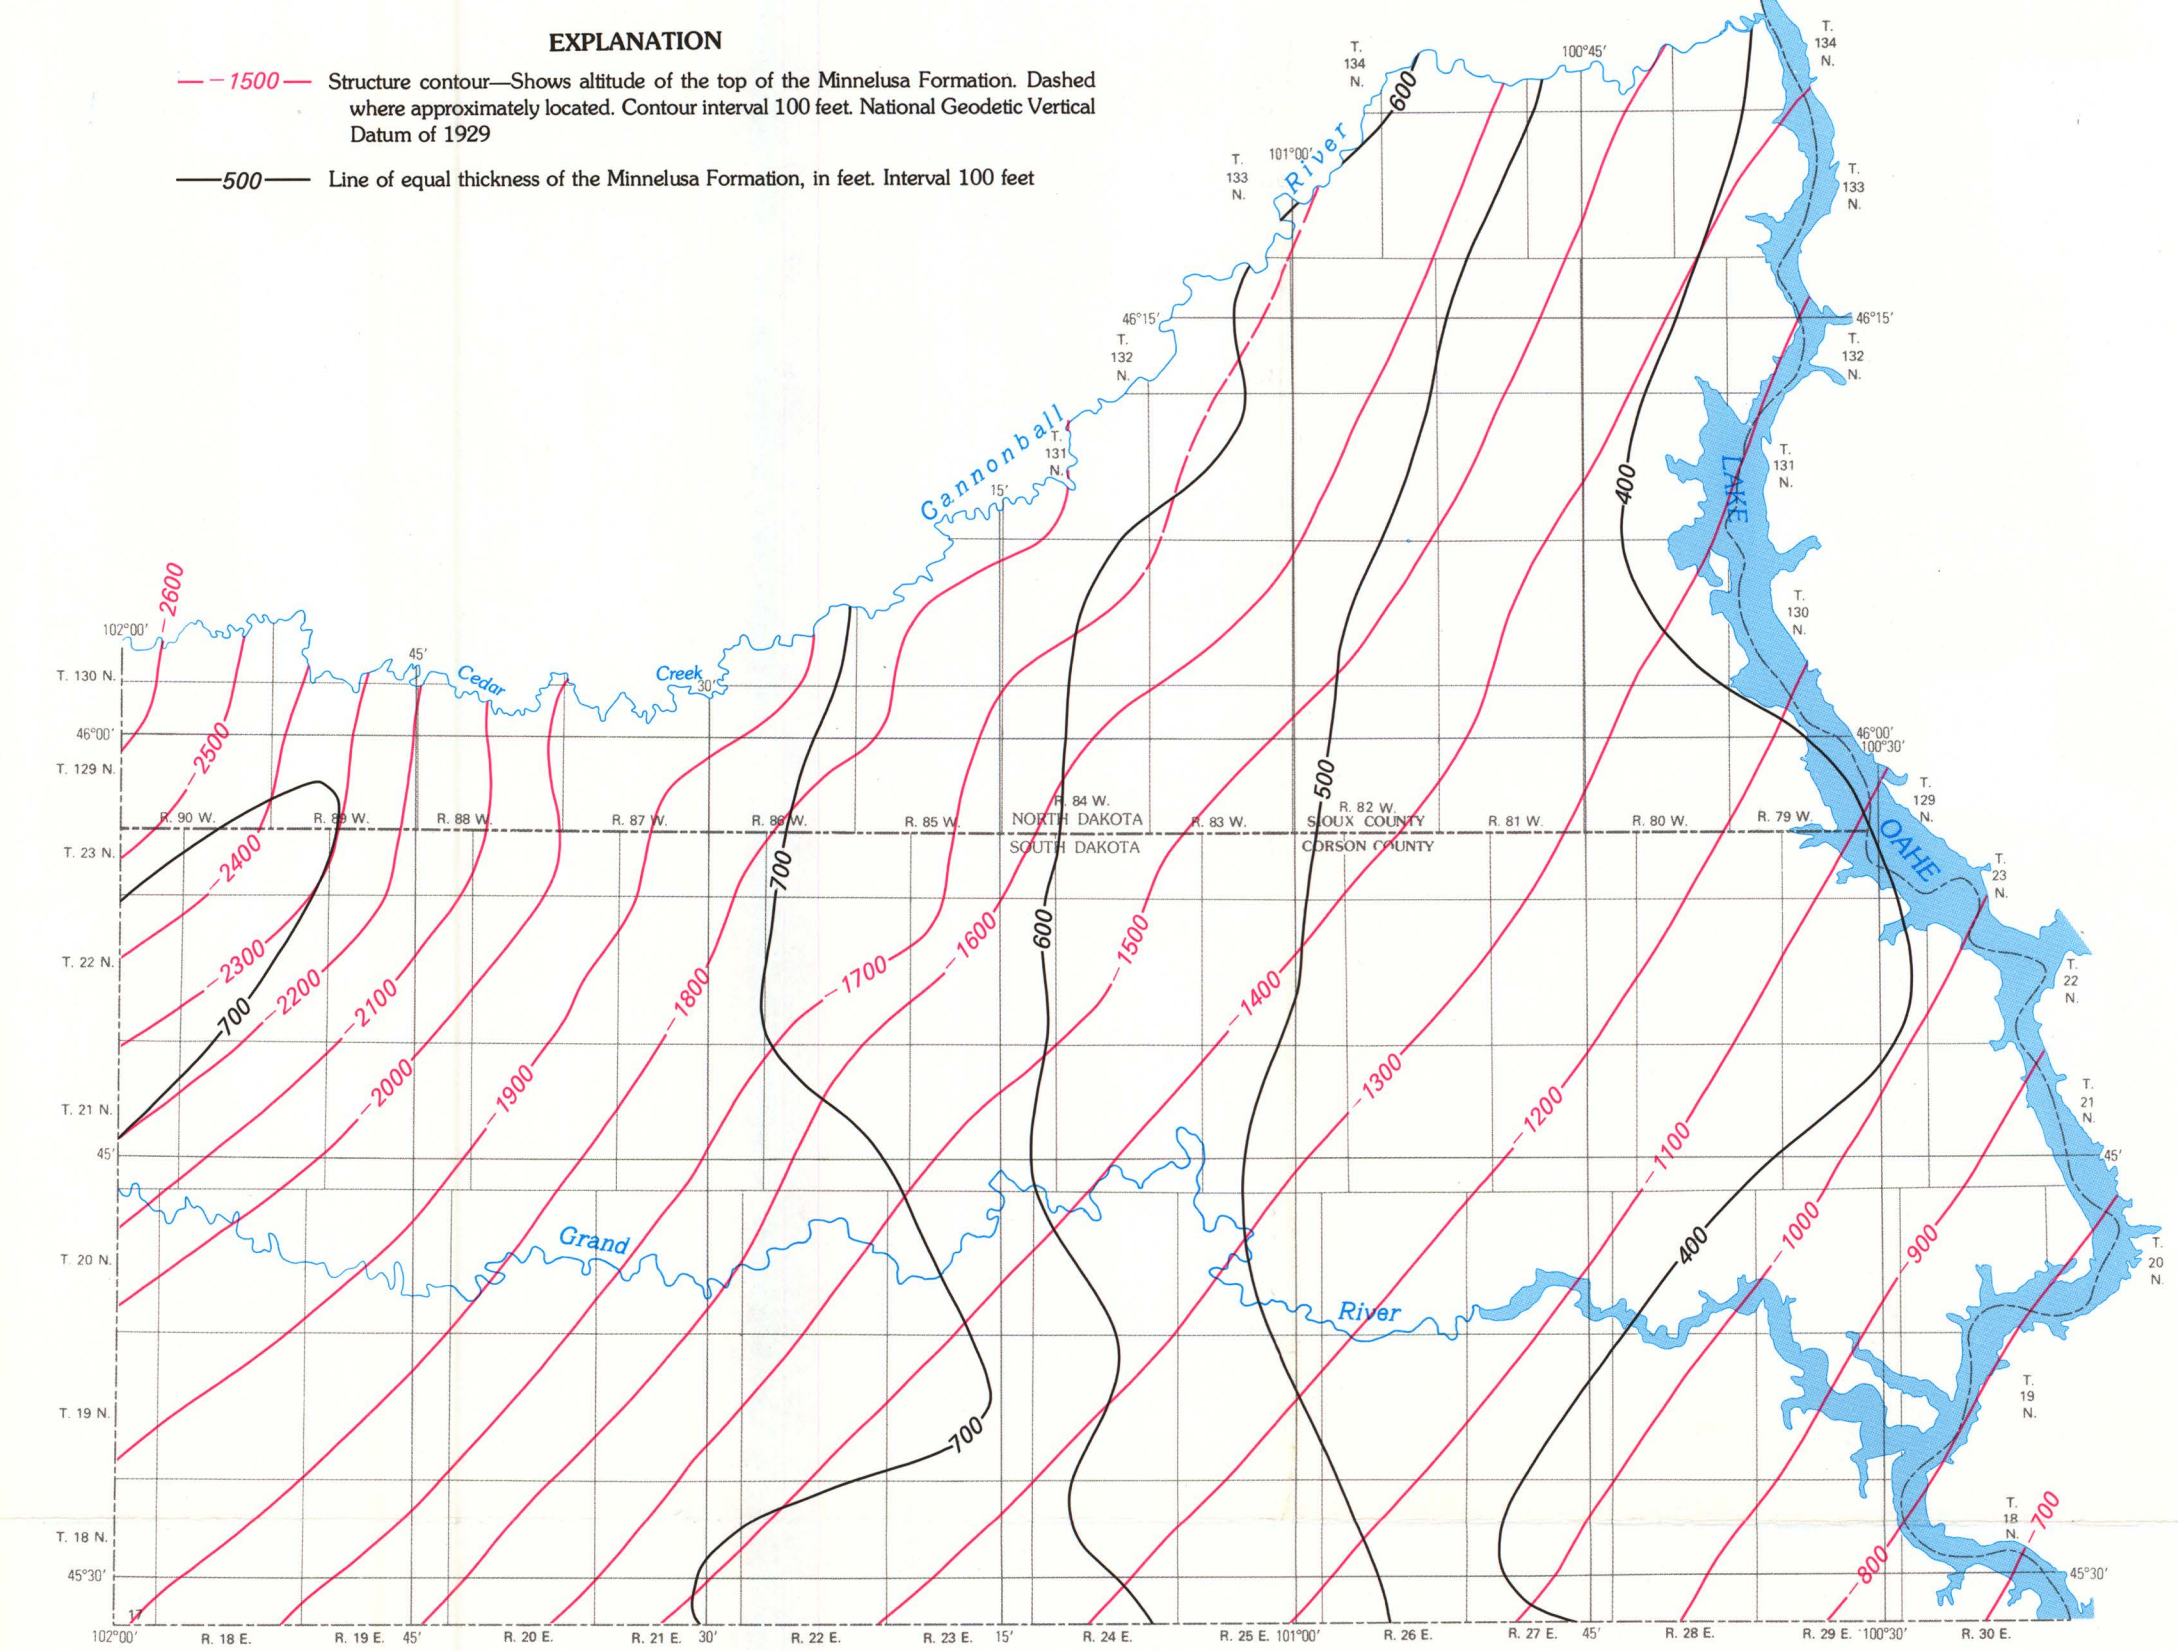 EXPLANATION
— —1500— Structure contour—Shows altitude of the top of the Minnelusa Formation. Dashed
where approximately located. Contour interval 100 feet. National Geodetic Vertical
Datum of 1929
—500— Line of equal thickness of the Minnelusa Formation, in feet. Interval 100 feet
T.
134
N.
600
100°45'
T.
134
N.
T.
133
N.
101°00'
River
T.
133
N.
46°15'
46°15'
T.
132
N.
T.
132
N.
Cannonball
T.
131
N.
15'
400
LAKE
T.
131
N.
2600
102°00'
T.
130
N.
T. 130 N.
45'
Cedar
Creek
30'
46°00'
2500
46°00'
100°30'
T. 129 N.
500
T.
129
N.
R. 90 W.
R. 89 W.
R. 88 W.
R. 87 W.
R. 86 W.
R. 85 W.
R. 84 W.
NORTH DAKOTA
R. 83 W.
R. 82 W.
SIOUX COUNTY
R. 81 W.
R. 80 W.
R. 79 W.
SOUTH DAKOTA
CORSON COUNTY
OAHE
T. 23 N.
2400
700
T.
23
N.
T. 22 N.
2300
2200
2100
700
1800
1700
1600
600
1500
1400
T.
22
N.
T. 21 N.
2000
1900
1300
1200
1100
T.
21
N.
45'
45'
T. 20 N.
Grand
River
400
1000
900
T.
20
N.
T. 19 N.
700
T.
19
N.
T. 18 N.
T.
18
N.
700
45°30'
800
45°30'
17
102°00'
R. 18 E.
R. 19 E.
45'
R. 20 E.
R. 21 E.
30'
R. 22 E.
R. 23 E.
15'
R. 24 E.
R. 25 E.
101°00'
R. 26 E.
R. 27 E.
45'
R. 28 E.
R. 29 E.
100°30'
R. 30 E.